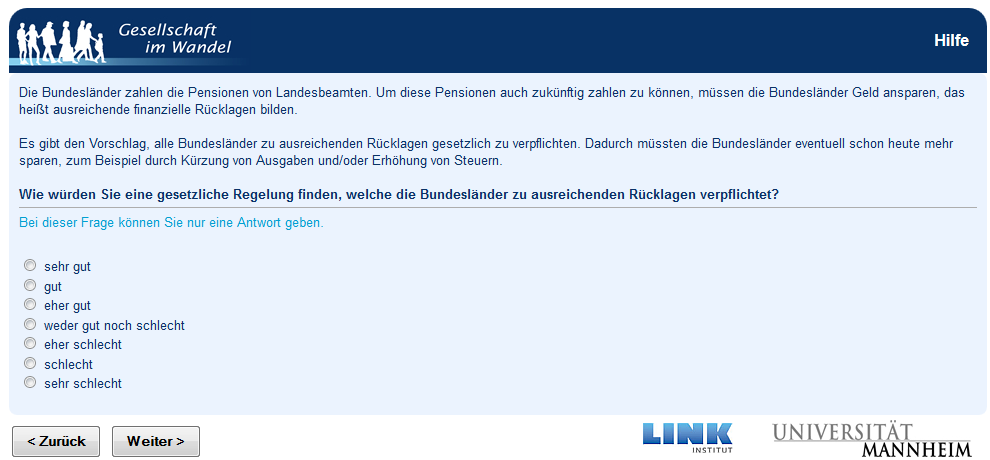 Gesellschaft
im Wandel
Hilfe
Die Bundesländer zahlen die Pensionen von Landesbeamten. Um diese Pensionen auch zukünftig zahlen zu können, müssen die Bundesländer Geld ansparen, das
heißt ausreichende finanzielle Rücklagen bilden.
Es gibt den Vorschlag, alle Bundesländer zu ausreichenden Rücklagen gesetzlich zu verpflichten. Dadurch müssten die Bundesländer eventuell schon heute mehr
sparen, zum Beispiel durch Kürzung von Ausgaben und/oder Erhöhung von Steuern.
Wie würden Sie eine gesetzliche Regelung finden, welche die Bundesländer zu ausreichenden Rücklagen verpflichtet?
Bei dieser Frage können Sie nur eine Antwort geben.
sehr gut
gut
eher gut
weder gut noch schlecht
eher schlecht
schlecht
sehr schlecht
< Zurück
Weiter >
LINK
INSTITUT
UNIVERSITÄT
MANNHEIM